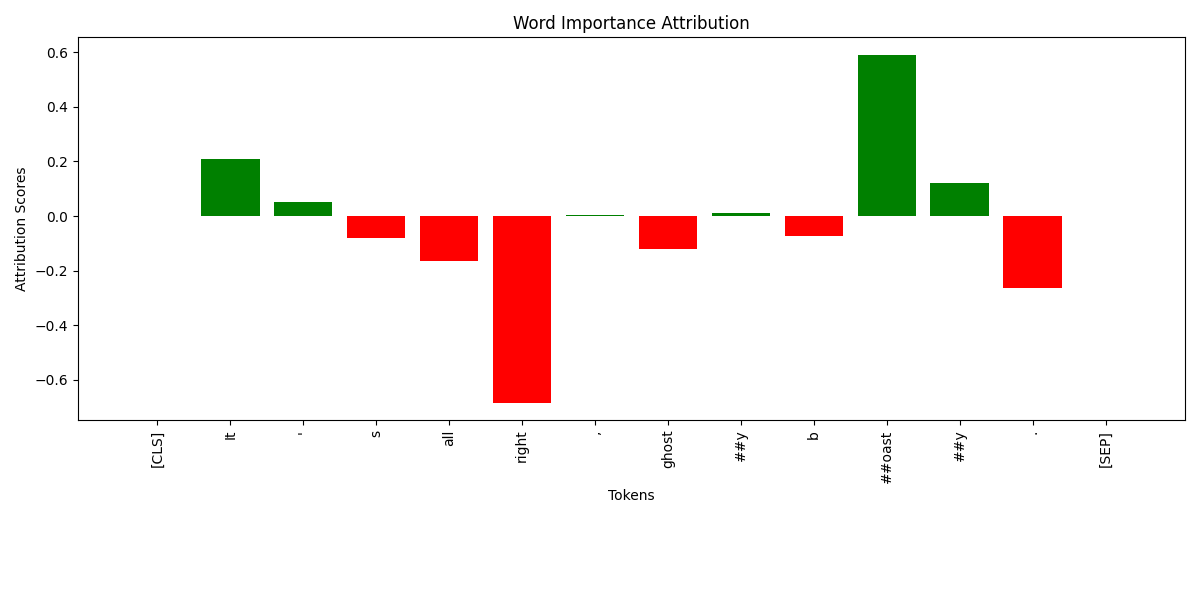 Word Importance Attribution
Attribution Scores
0.6
0.4
0.2
0.0
−0.2
−0.4
−0.6
[CLS]
It
'
s
all
right
,
ghost
##y
b
##oast
##y
.
[SEP]
Tokens